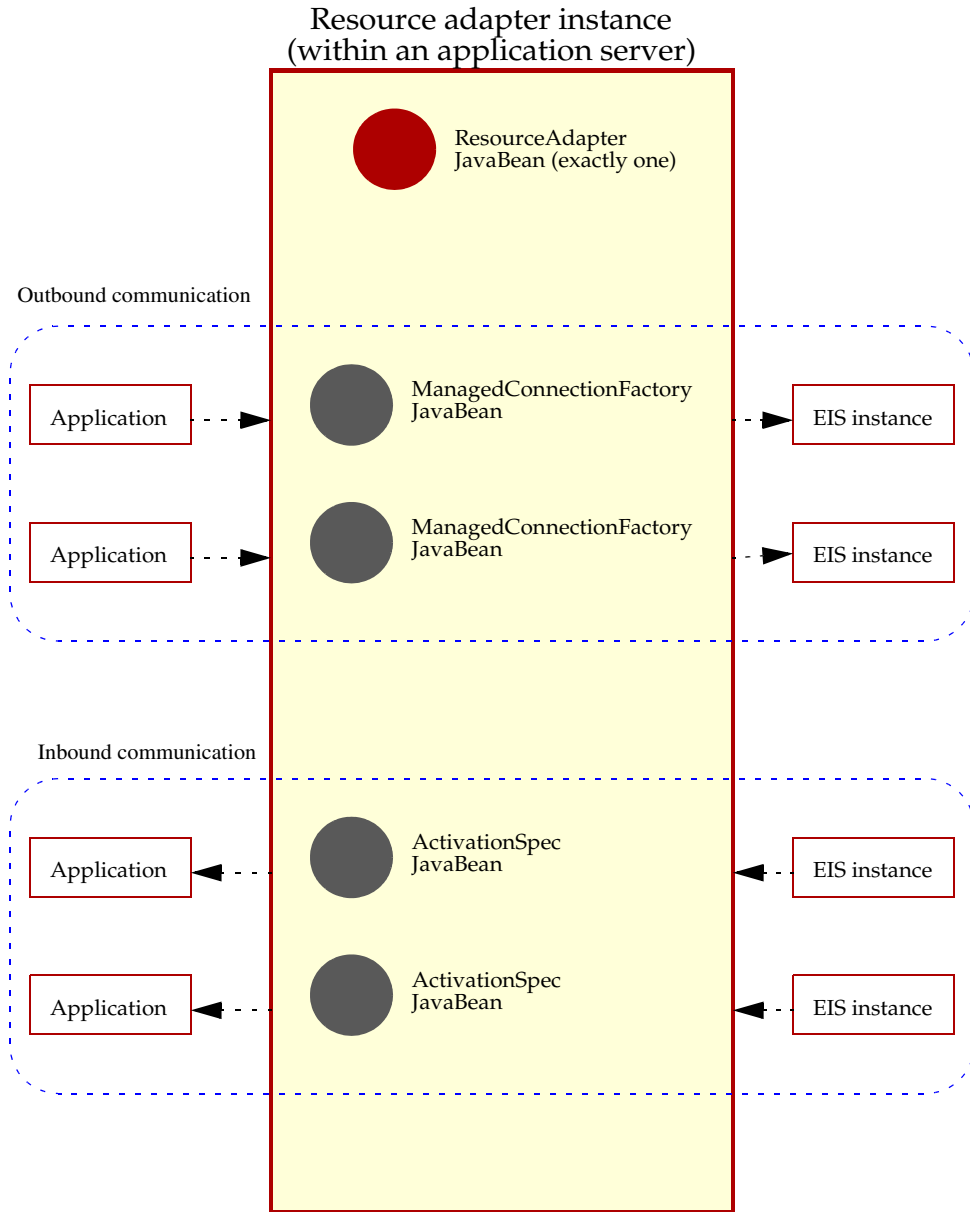 Resource adapter instance
(within an application server)
ResourceAdapter
JavaBean (exactly one)
Outbound communication
Application
ManagedConnectionFactory
JavaBean
EIS instance
Application
ManagedConnectionFactory
JavaBean
EIS instance
Inbound communication
Application
ActivationSpec
JavaBean
EIS instance
Application
ActivationSpec
JavaBean
EIS instance